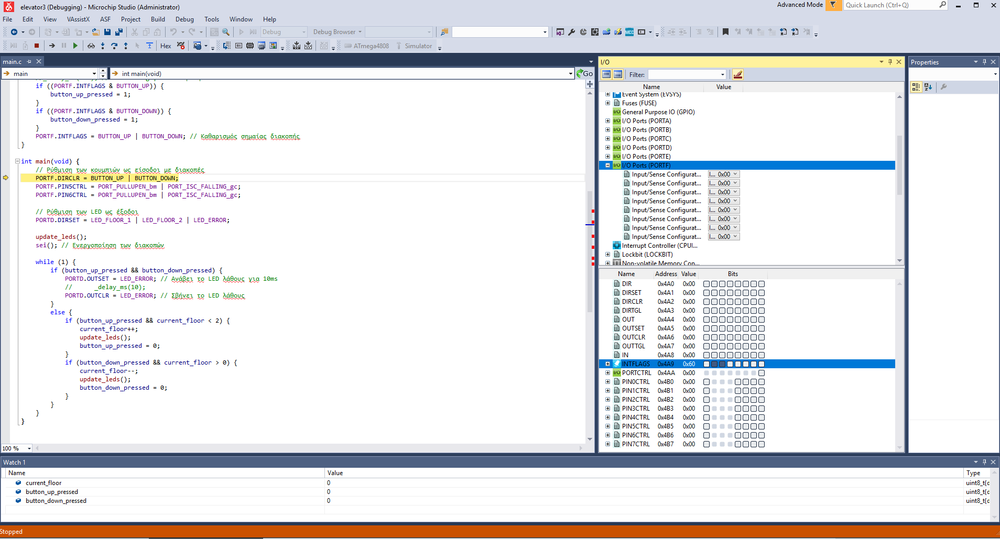 elevator3 (Debugging) - Microchip Studio (Administrator)
Advanced Mode
Quick Launch (Ctrl+Q)
File Edit View VAssistX ASF Project Build Debug Tools Window Help
Debug
Debug Browser
Hex
ATmega4808
Simulator
main.c
main
int main(void)
Go
if ((PORTF.INTFLAGS & BUTTON_UP)) {
button_up_pressed = 1;
}
if ((PORTF.INTFLAGS & BUTTON_DOWN)) {
button_down_pressed = 1;
}
PORTF.INTFLAGS = BUTTON_UP | BUTTON_DOWN; // Καθαρισμός σημαίας διακοπής
}
int main(void) {
// Ρύθμιση των κουμπιών ως είσοδοι με διακοπές
PORTF.DIRCLR = BUTTON_UP | BUTTON_DOWN;
PORTF.PIN5CTRL = PORT_PULLUPEN_bm | PORT_ISC_FALLING_gc;
PORTF.PIN6CTRL = PORT_PULLUPEN_bm | PORT_ISC_FALLING_gc;
// Ρύθμιση των LED ως έξοδοι
PORTD.DIRSET = LED_FLOOR_1 | LED_FLOOR_2 | LED_ERROR;
update_leds();
sei(); // Ενεργοποίηση των διακοπών
while (1) {
if (button_up_pressed && button_down_pressed) {
PORTD.OUTSET = LED_ERROR; // Ανάβει το LED λάθους για 10ms
// _delay_ms(10);
PORTD.OUTCLR = LED_ERROR; // Σβήνει το LED λάθους
}
else {
if (button_up_pressed && current_floor < 2) {
current_floor++;
update_leds();
button_up_pressed = 0;
}
if (button_down_pressed && current_floor > 0) {
current_floor--;
update_leds();
button_down_pressed = 0;
}
}
}
}
100 %
I/O
Filter:
Name Value
Event System (EVSYS)
Fuses (FUSE)
I/O General Purpose IO (GPIO)
I/O I/O Ports (PORTA)
I/O I/O Ports (PORTB)
I/O I/O Ports (PORTC)
I/O I/O Ports (PORTD)
I/O I/O Ports (PORTE)
I/O I/O Ports (PORTF)
Input/Sense Configurat... I... 0x00
Input/Sense Configurat... I... 0x00
Input/Sense Configurat... I... 0x00
Input/Sense Configurat... I... 0x00
Input/Sense Configurat... I... 0x00
Input/Sense Configurat... I... 0x00
Input/Sense Configurat... I... 0x00
Input/Sense Configurat... I... 0x00
Interrupt Controller (CPUI...
Lockbit (LOCKBIT)
Non-volatile Memory Con...
Name Address Value Bits
DIR 0x4A0 0x00
DIRSET 0x4A1 0x00
DIRCLR 0x4A2 0x00
DIRTGL 0x4A3 0x00
OUT 0x4A4 0x00
OUTSET 0x4A5 0x00
OUTCLR 0x4A6 0x00
OUTTGL 0x4A7 0x00
IN 0x4A8 0x00
INTFLAGS 0x4A9 0x60
I/O PORTCTRL 0x4AA 0x00
PIN0CTRL 0x4B0 0x00
PIN1CTRL 0x4B1 0x00
PIN2CTRL 0x4B2 0x00
PIN3CTRL 0x4B3 0x00
PIN4CTRL 0x4B4 0x00
PIN5CTRL 0x4B5 0x00
PIN6CTRL 0x4B6 0x00
PIN7CTRL 0x4B7 0x00
Properties
Watch 1
Name Value Type
current_floor 0 uint8_t{d
button_up_pressed 0 uint8_t{d
button_down_pressed 0 uint8_t{d
Stopped